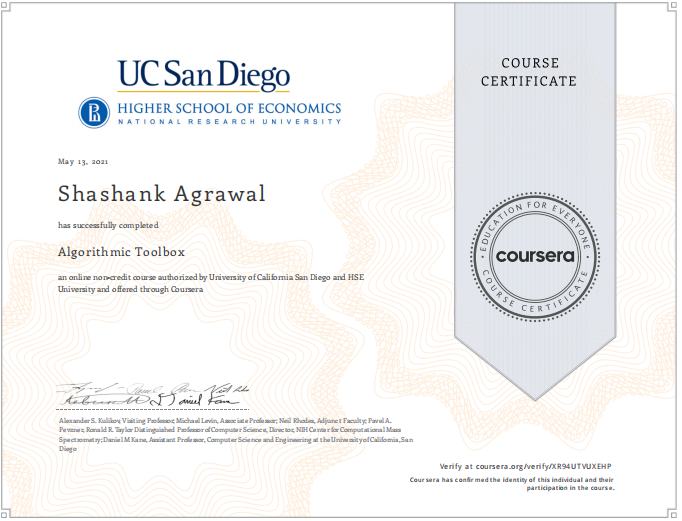 UC San Diego
HIGHER SCHOOL OF ECONOMICS
NATIONAL RESEARCH UNIVERSITY
COURSE
CERTIFICATE
May 13, 2021
Shashank Agrawal
has successfully completed
Algorithmic Toolbox
an online non-credit course authorized by University of California San Diego and HSE
University and offered through Coursera
EDUCATION FOR EVERYONE
coursera
COURSE CERTIFICATE
Daniel Kane
Alexander S. Kulikov, Visiting Professor; Michael Levin, Associate Professor; Neil Rhodes, Adjunct Faculty; Pavel A.
Pevzner, Ronald R. Taylor Distinguished Professor of Computer Science, Director, NIH Center for Computational Mass
Spectrometry; Daniel M Kane, Assistant Professor, Computer Science and Engineering at the University of California, San
Diego
Verify at coursera.org/verify/XR94UTVUXEHP
Coursera has confirmed the identity of this individual and their
participation in the course.